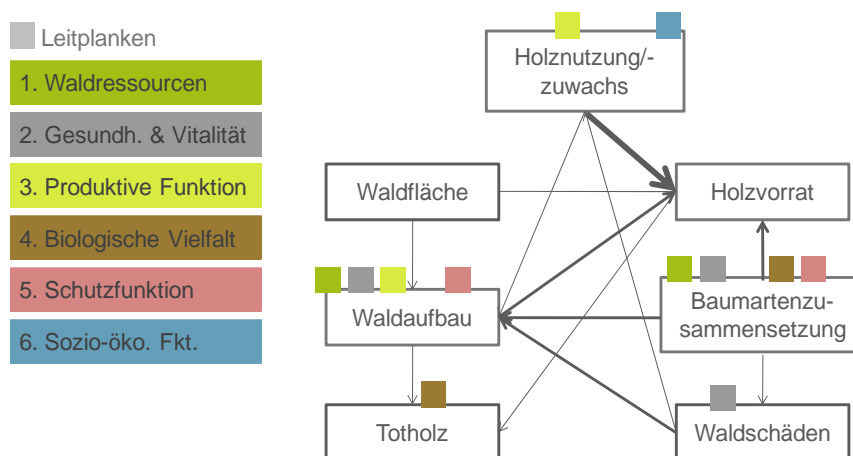 Leitplanken
1. Waldressourcen
2. Gesundh. & Vitalität
3. Produktive Funktion
4. Biologische Vielfalt
5. Schutzfunktion
6. Sozio-öko. Fkt.
Holznutzung/-
zuwachs
Waldfläche
Holzvorrat
Waldaufbau
Baumartenzu-
sammensetzung
Totholz
Waldschäden